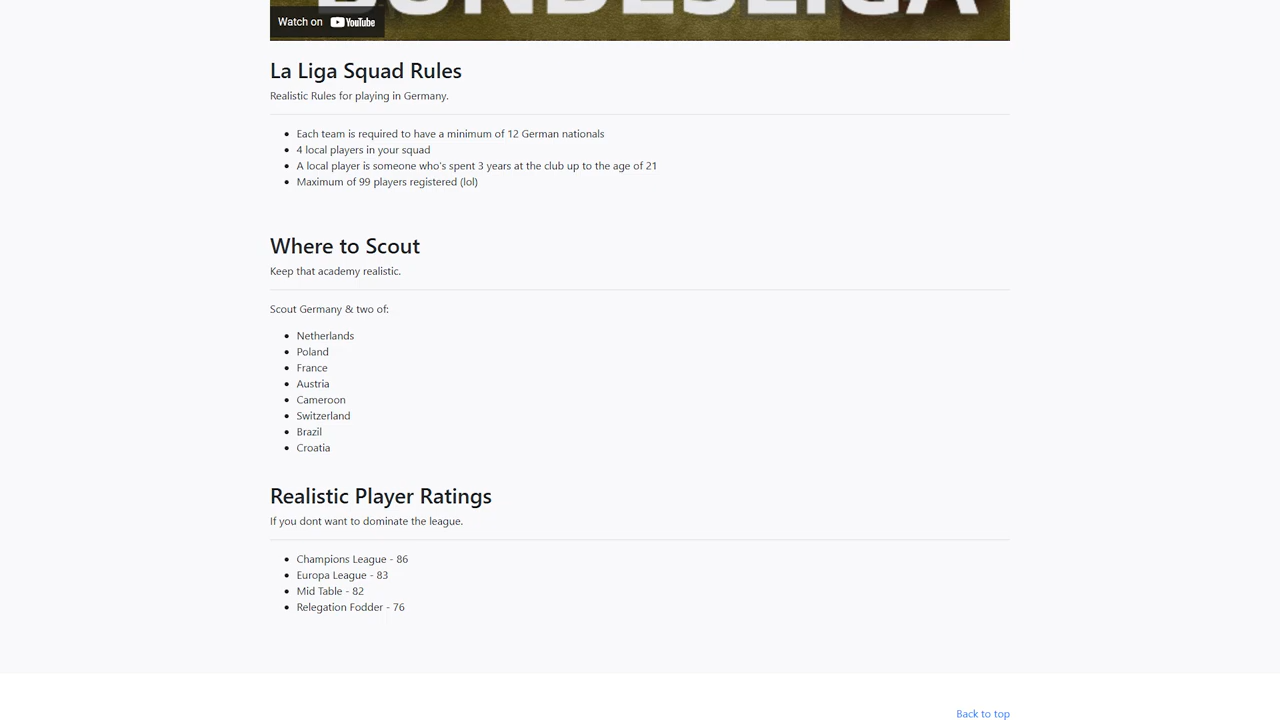 BUNDESLIGA
Watch on YouTube
La Liga Squad Rules
Realistic Rules for playing in Germany.
Each team is required to have a minimum of 12 German nationals
4 local players in your squad
A local player is someone who's spent 3 years at the club up to the age of 21
Maximum of 99 players registered (lol)
Where to Scout
Keep that academy realistic.
Scout Germany & two of:
Netherlands
Poland
France
Austria
Cameroon
Switzerland
Brazil
Croatia
Realistic Player Ratings
If you dont want to dominate the league.
Champions League - 86
Europa League - 83
Mid Table - 82
Relegation Fodder - 76
Back to top